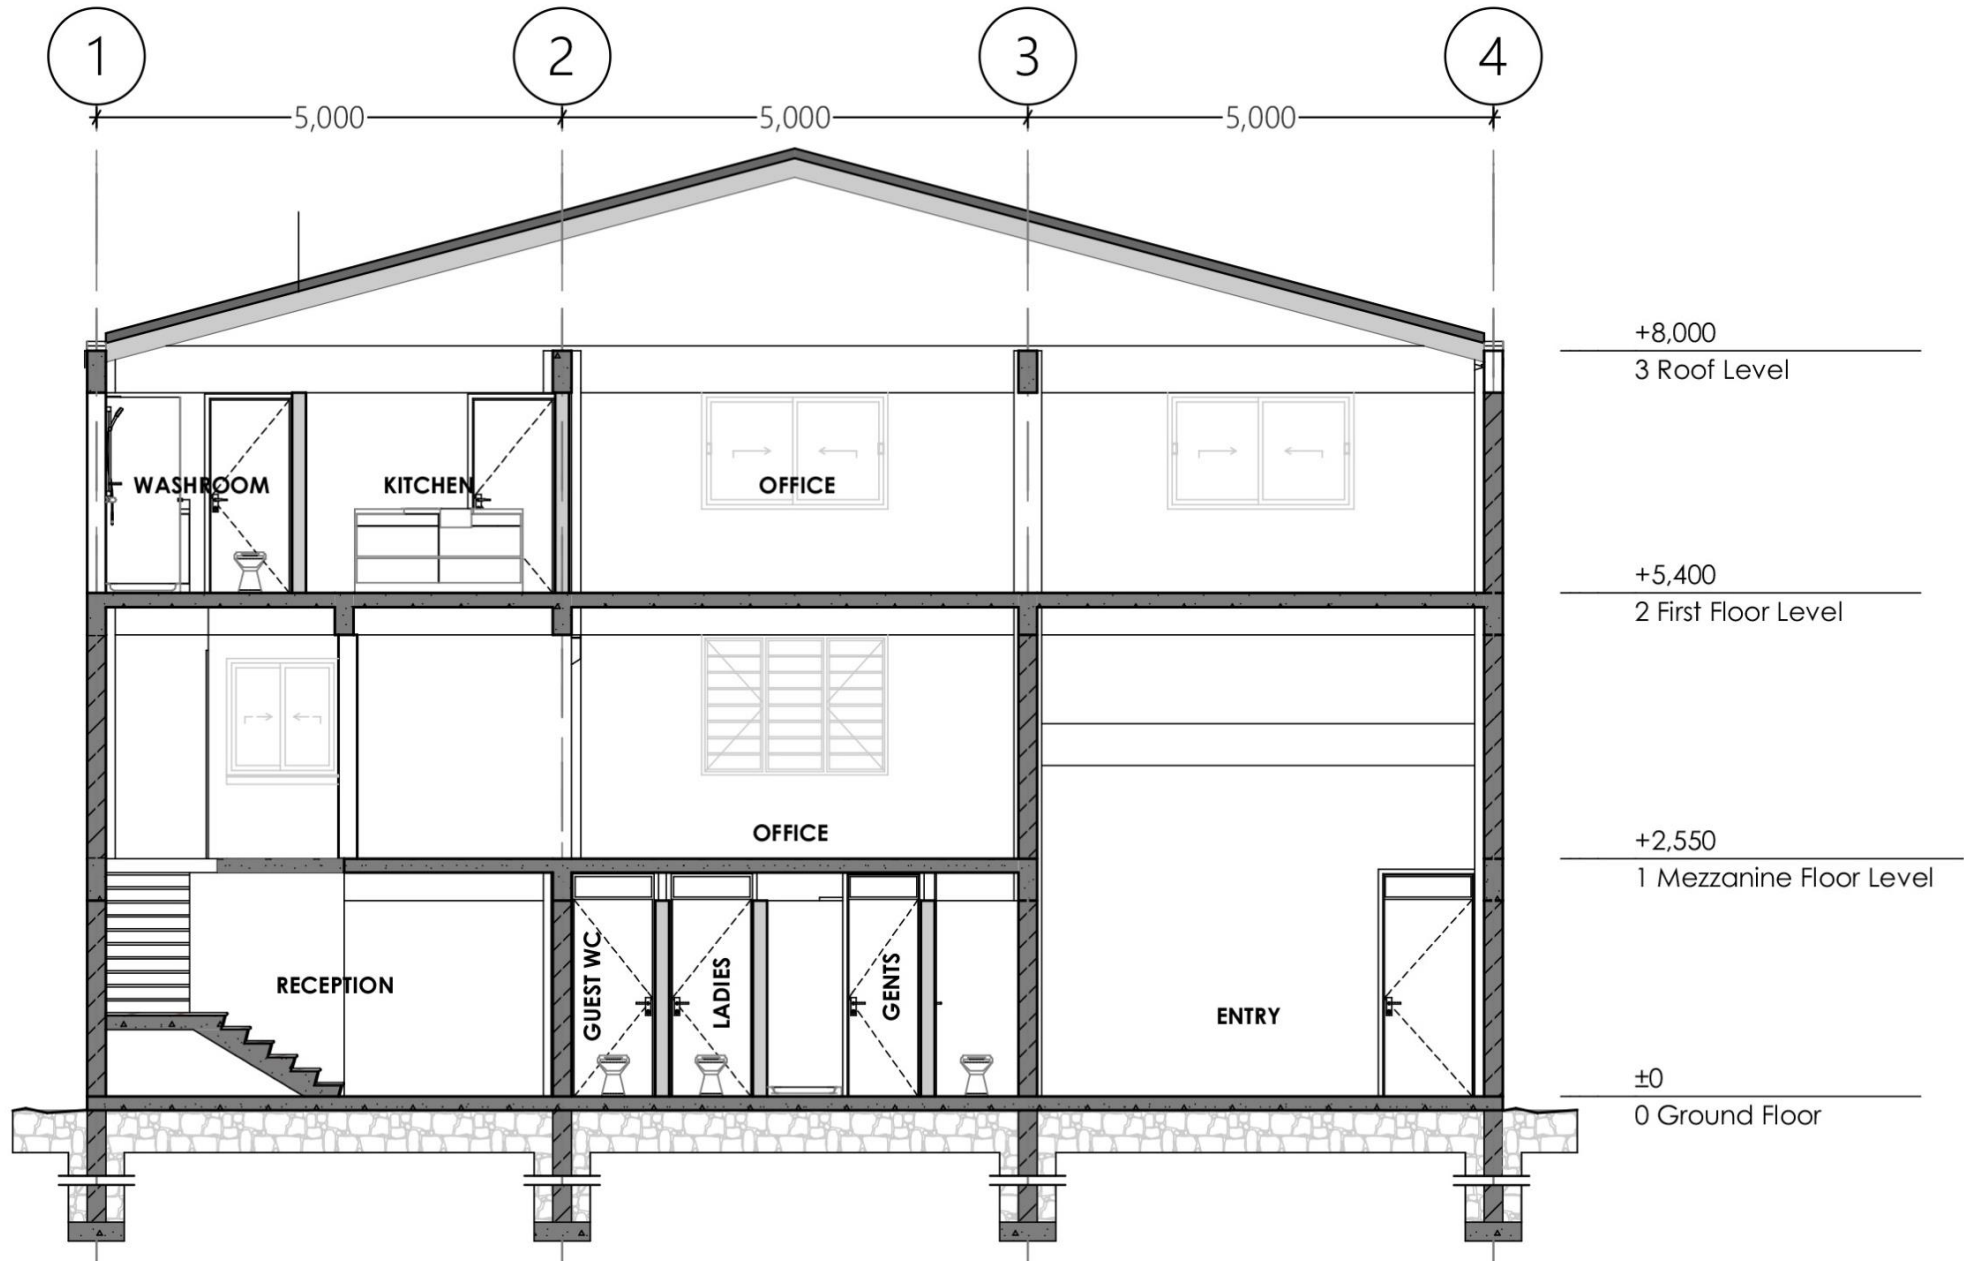 1
2
3
4
5,000
5,000
5,000
+8,000
3 Roof Level
WASHROOM
KITCHEN
OFFICE
+5,400
2 First Floor Level
OFFICE
+2,550
1 Mezzanine Floor Level
RECEPTION
GUEST WC
LADIES
GENTS
ENTRY
±0
0 Ground Floor